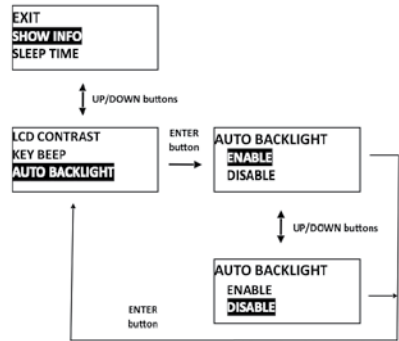 EXIT
SHOW INFO
SLEEP TIME
UP/DOWN buttons
LCD CONTRAST
KEY BEEP
AUTO BACKLIGHT
ENTER
button
AUTO BACKLIGHT
ENABLE
DISABLE
UP/DOWN buttons
AUTO BACKLIGHT
ENABLE
DISABLE
ENTER
button